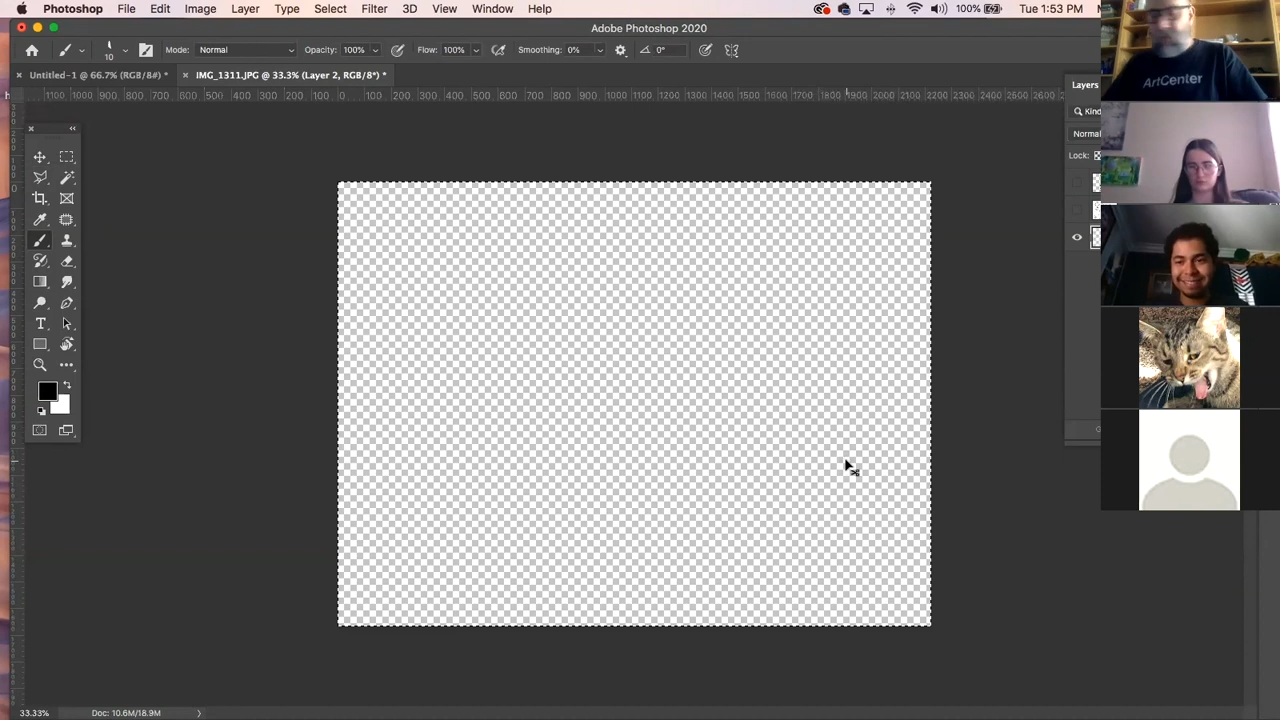 Photoshop File Edit Image Layer Type Select Filter 3D View Window Help 100% Tue 1:53 PM
Adobe Photoshop 2020
10 Mode: Normal Opacity: 100% Flow: 100% Smoothing: 0% 0°
Untitled-1 @ 66.7% (RGB/8#) * IMG_1311.JPG @ 33.3% (Layer 2, RGB/8*) *
1100 1000 900 800 700 600 500 400 300 200 100 0 100 200 300 400 500 600 700 800 900 1000 1100 1200 1300 1400 1500 1600 1700 1800 1900 2000 2100 2200 2300 2400 2500 2600
Layers
Kind
Normal
Lock:
ArtCenter
T
33.33% Doc: 10.6M/18.9M